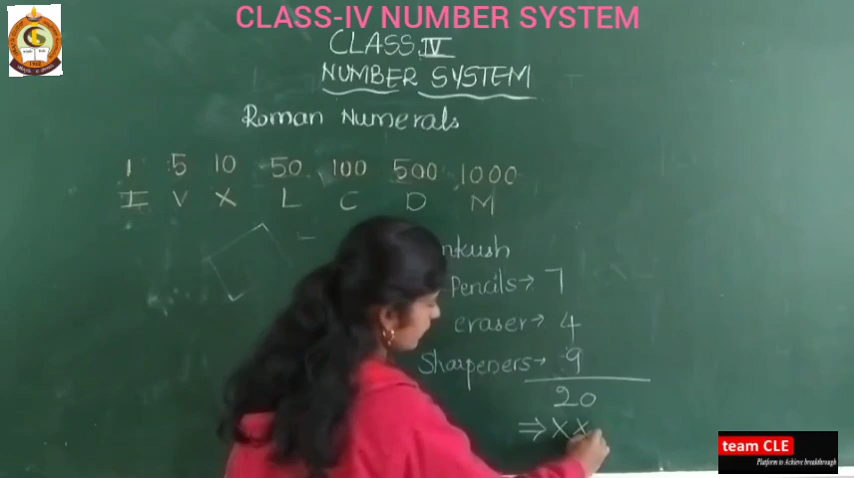 CLASS-IV NUMBER SYSTEM
CLASS IV
NUMBER SYSTEM
Roman Numerals
1 5 10 50 100 500 1000
I V X L C D M
nkush
Pencils→ 7
eraser→ 4
Sharpeners→ 9
20
⇒ XX
team CLE
Platform to Achieve breakthrough